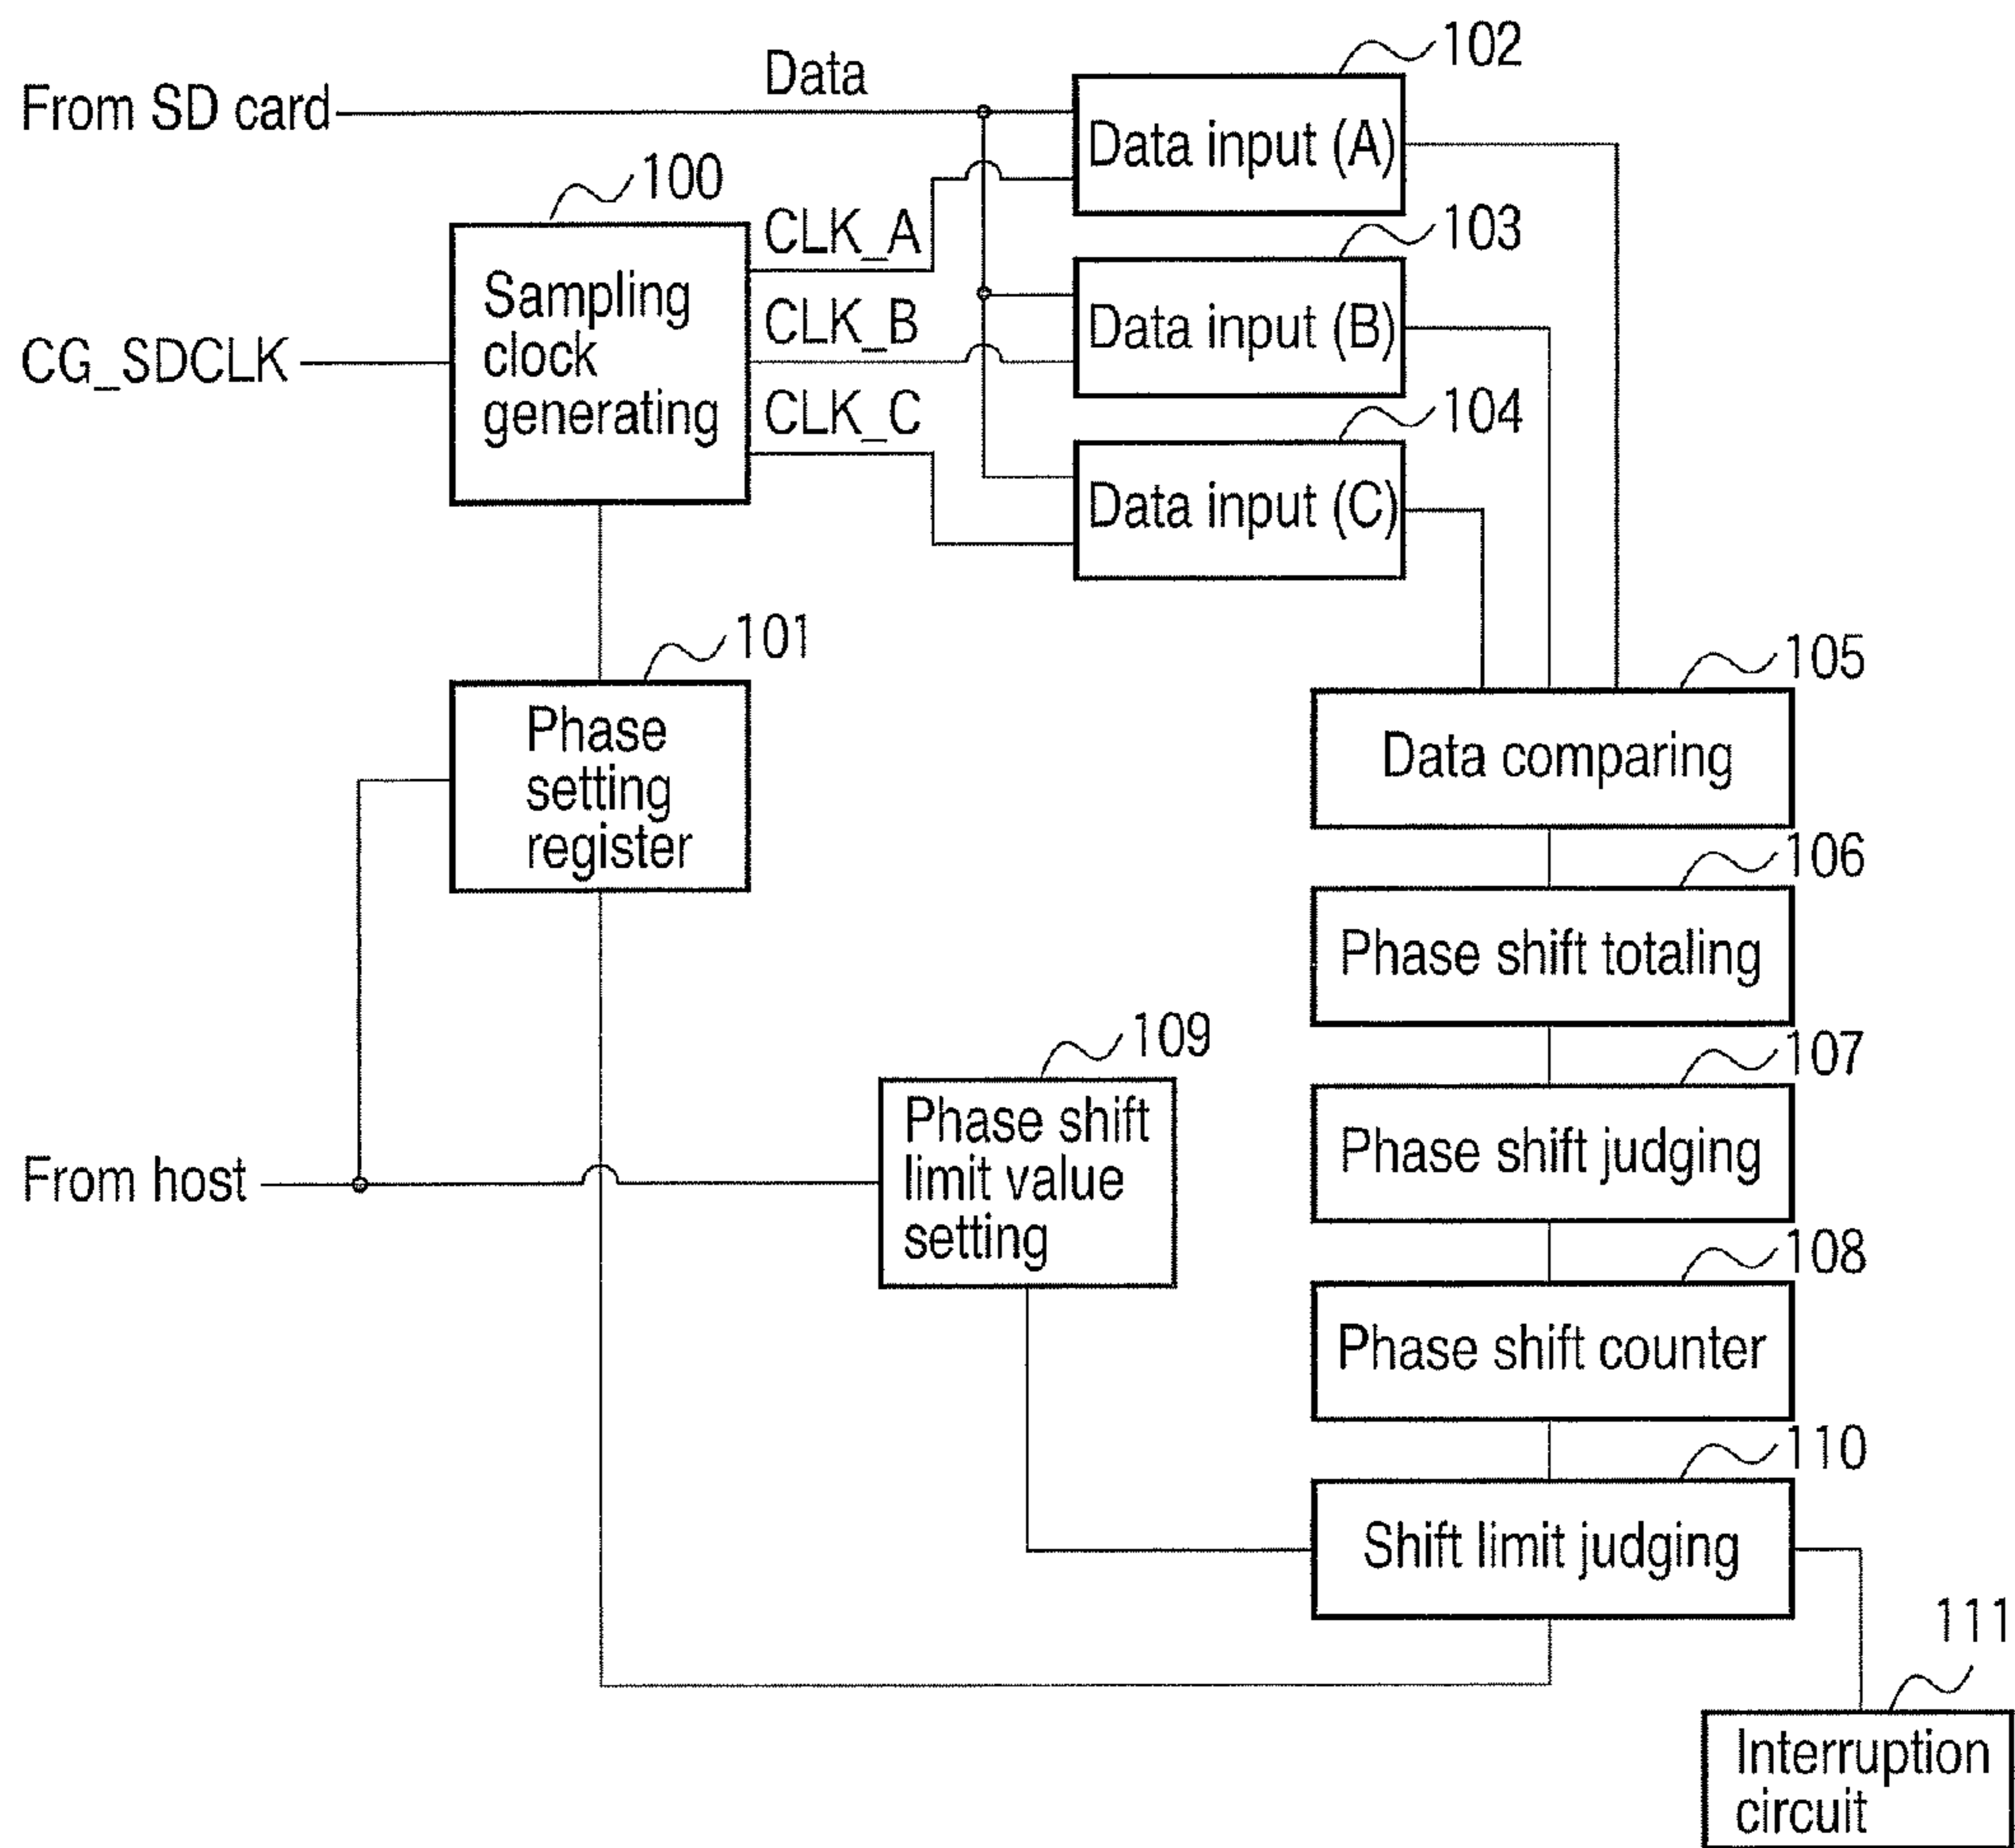 102
Data
From SD card
Data input (A)
100
CLK_A
103
Sampling
clock
generating
CLK_B
Data input (B)
CG_SDCLK
CLK_C
104
Data input (C)
101
105
Phase
setting
register
Data comparing
106
Phase shift totaling
109
107
Phase shift
limit value
setting
Phase shift judging
From host
108
Phase shift counter
110
Shift limit judging
111
Interruption
circuit